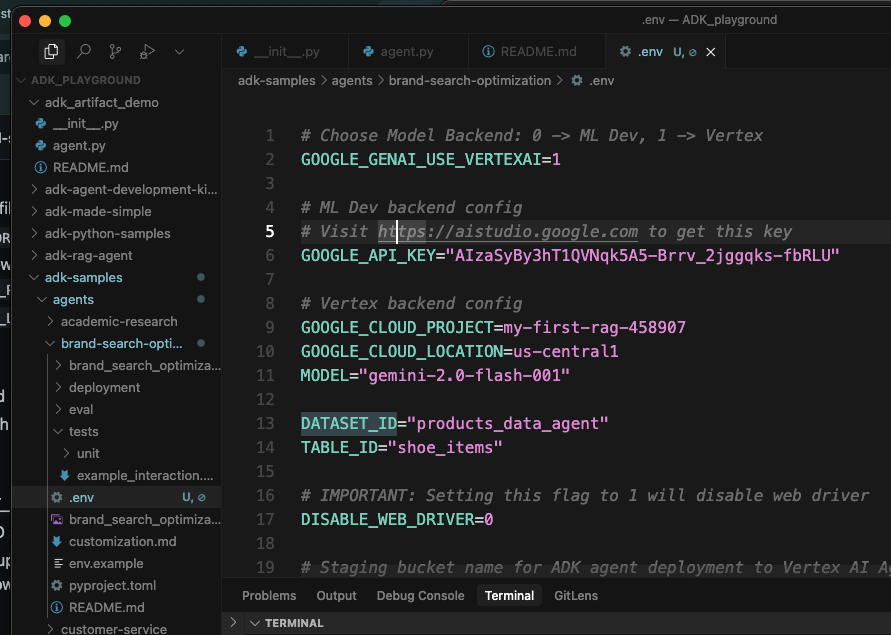 .env — ADK_playground
__init__.py
agent.py
README.md
.env U, ⊘
adk-samples > agents > brand-search-optimization > .env
ADK_PLAYGROUND
adk_artifact_demo
__init__.py
agent.py
README.md
adk-agent-development-ki...
adk-made-simple
adk-python-samples
adk-rag-agent
adk-samples
agents
academic-research
brand-search-opti...
brand_search_optimiza...
deployment
eval
tests
unit
example_interaction....
.env U, ⊘
brand_search_optimiza...
customization.md
env.example
pyproject.toml
README.md
customer-service
1 # Choose Model Backend: 0 -> ML Dev, 1 -> Vertex
2 GOOGLE_GENAI_USE_VERTEXAI=1
3
4 # ML Dev backend config
5 # Visit https://aistudio.google.com to get this key
6 GOOGLE_API_KEY="AIzaSyBy3hT1QVNqk5A5-Brrv_2jggqks-fbRLU"
7
8 # Vertex backend config
9 GOOGLE_CLOUD_PROJECT=my-first-rag-458907
10 GOOGLE_CLOUD_LOCATION=us-central1
11 MODEL="gemini-2.0-flash-001"
12
13 DATASET_ID="products_data_agent"
14 TABLE_ID="shoe_items"
15
16 # IMPORTANT: Setting this flag to 1 will disable web driver
17 DISABLE_WEB_DRIVER=0
18
19 # Staging bucket name for ADK agent deployment to Vertex AI A
Problems Output Debug Console Terminal GitLens
TERMINAL